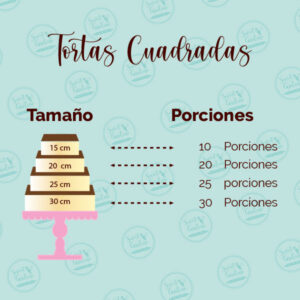 Tortas Cuadradas
Tamaño Porciones
15 cm 10 Porciones
20 cm 20 Porciones
25 cm 25 porciones
30 cm 30 Porciones